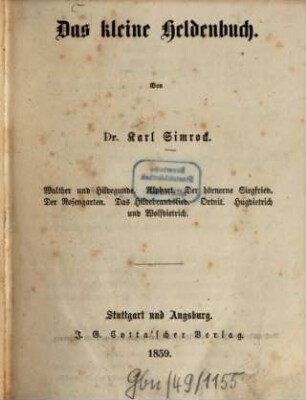 Das kleine Heldenbuch.
Von
Dr. Karl Simrock.
Walther und Hildegunde. Alphart. Der hörnerne Siegfried.
Der Rosengarten. Das Hildebrandslied. Ortnit. Hugdietrich
und Wolfdietrich.
Stuttgart und Augsburg.
J. G. Cotta'scher Verlag.
1859.
Gbn/49/1155